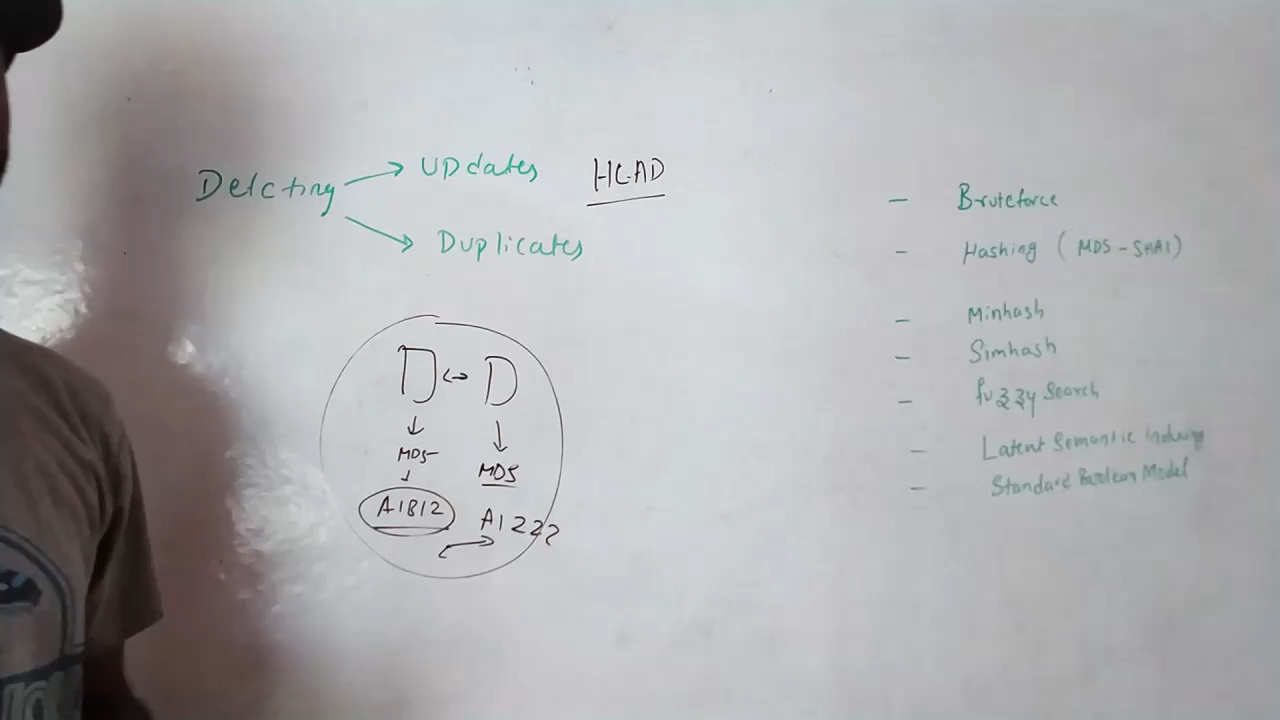 Detcting
Updates HEAD
Duplicates
D D
MD5 MD5
A1812 A1222
- Bruteforce
- Hashing ( MD5 - SHA1)
- Minhash
- Simhash
- fuzzy search
- Latent Semantic Indexing
- Standard Boolean Model